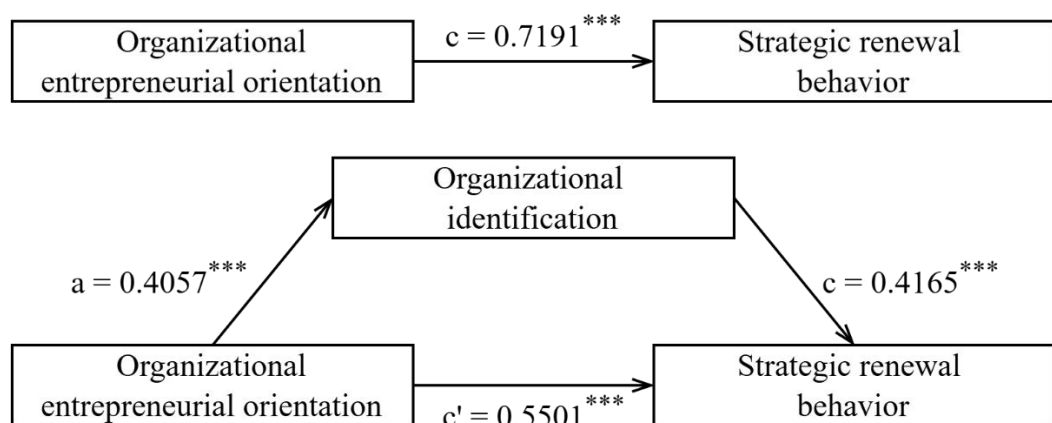 Organizational
entrepreneurial orientation
c = 0.7191***
Strategic renewal
behavior
Organizational
identification
a = 0.4057***
c = 0.4165***
Organizational
entrepreneurial orientation
c' = 0.5501***
Strategic renewal
behavior